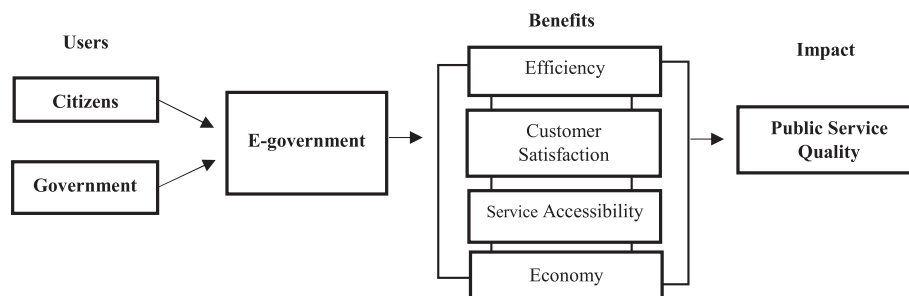 Users
Citizens
Government
E-government
Benefits
Efficiency
Customer
Satisfaction
Service Accessibility
Economy
Impact
Public Service
Quality